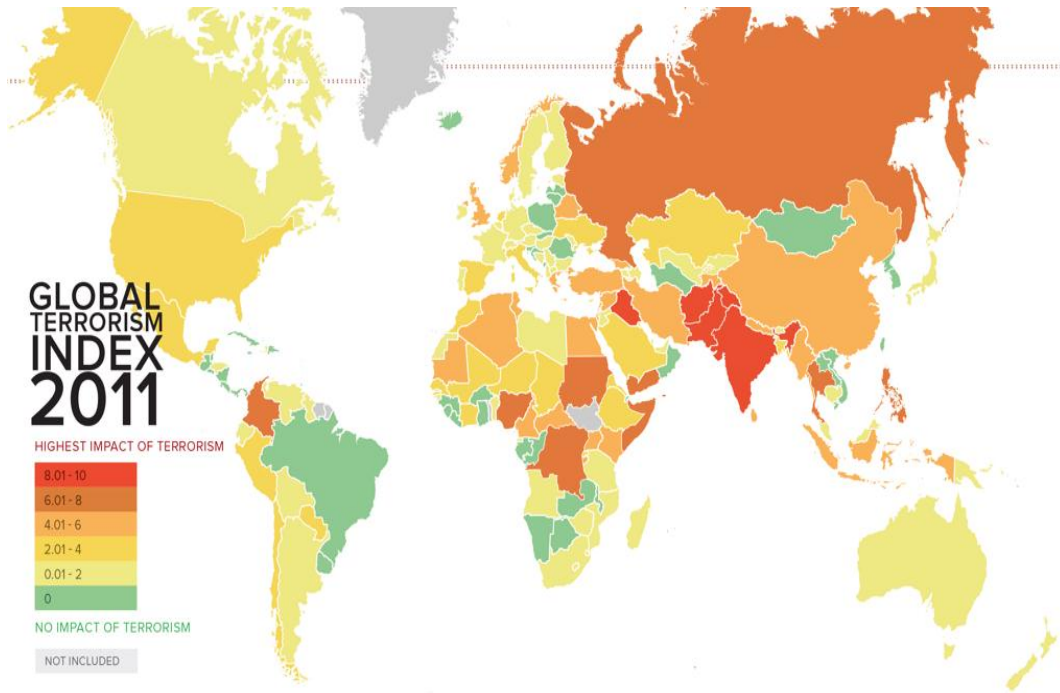 GLOBAL
TERRORISM
INDEX
2011
HIGHEST IMPACT OF TERRORISM
8.01 - 10
6.01 - 8
4.01 - 6
2.01 - 4
0.01 - 2
0
NO IMPACT OF TERRORISM
NOT INCLUDED